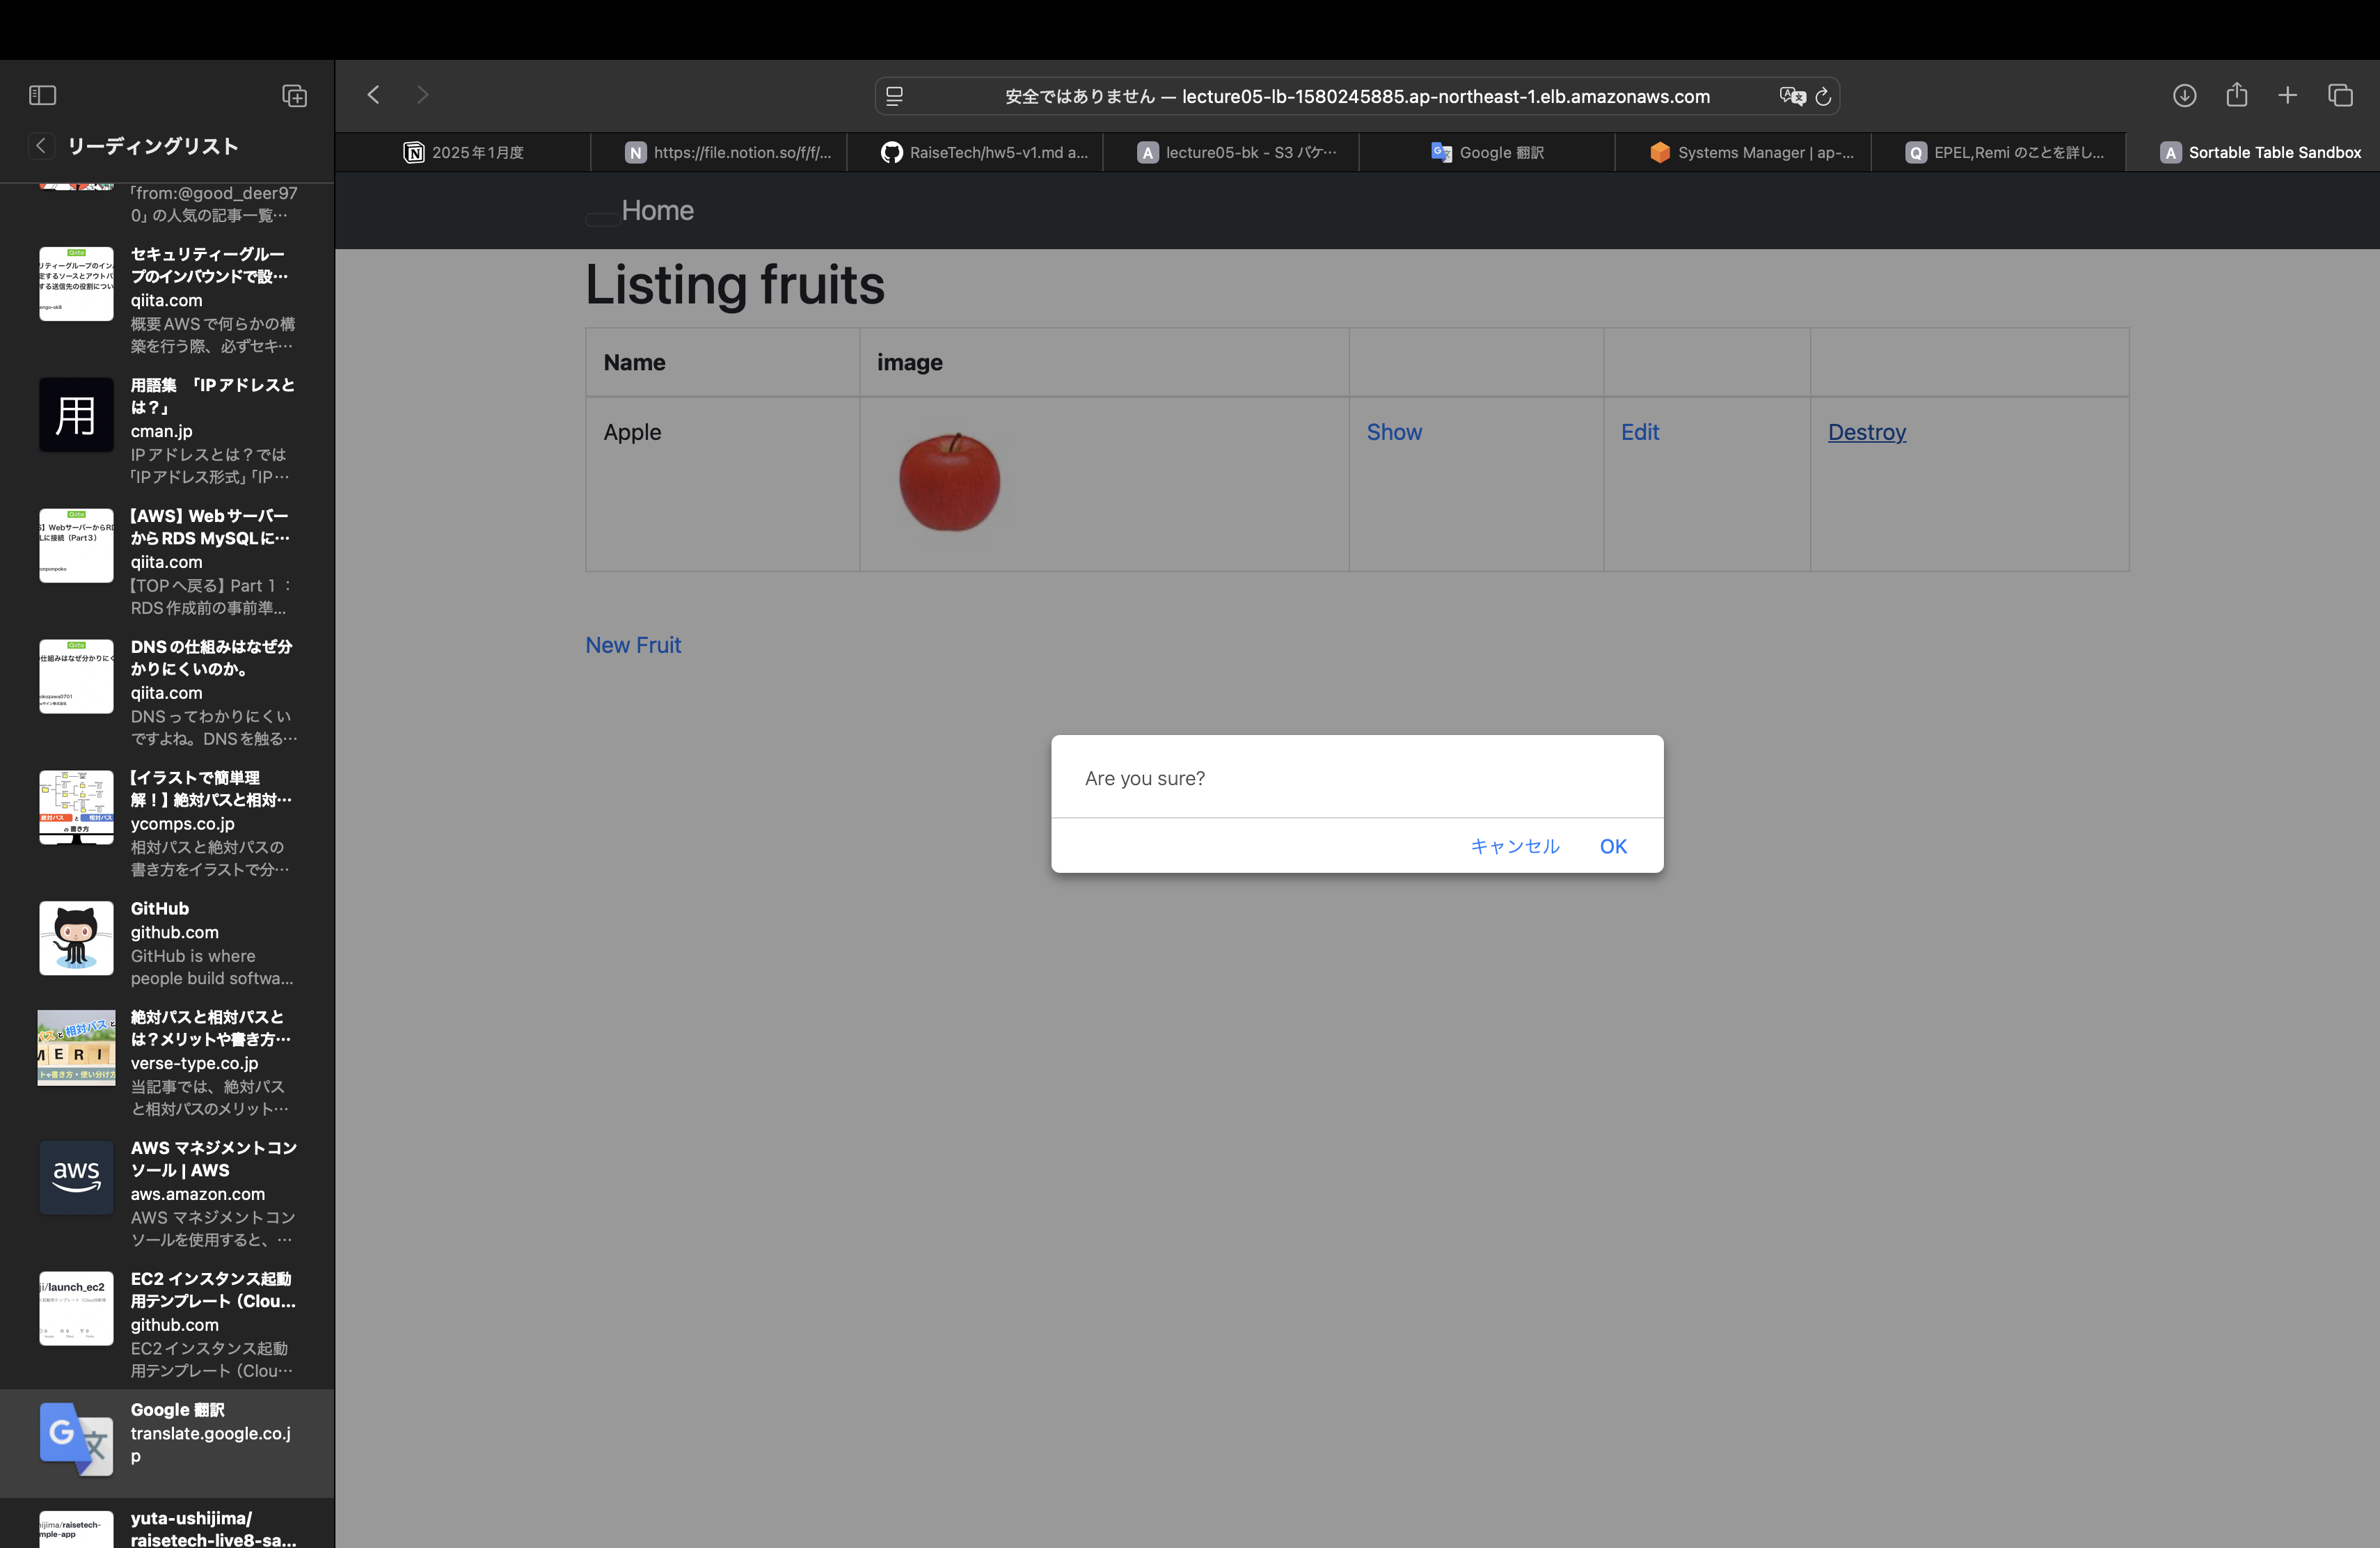 リーディングリスト
「from:@good_deer97
0」の人気の記事一覧…
セキュリティーグルー
プのインバウンドで設…
qiita.com
概要AWSで何らかの構
築を行う際、必ずセキ…
用語集 「IPアドレスと
は?」
cman.jp
IPアドレスとは?では
「IPアドレス形式」「IP…
【AWS】Webサーバー
からRDS MySQLに…
qiita.com
【TOPへ戻る】Part 1 :
RDS作成前の事前準…
DNSの仕組みはなぜ分
かりにくいのか。
qiita.com
DNSってわかりにくい
ですよね。DNSを触る…
【イラストで簡単理
解!】絶対パスと相対…
ycomps.co.jp
相対パスと絶対パスの
書き方をイラストで分…
GitHub
github.com
GitHub is where
people build softwa...
絶対パスと相対パスと
は?メリットや書き方…
verse-type.co.jp
当記事では、絶対パス
と相対パスのメリット…
AWS マネジメントコン
ソール | AWS
aws.amazon.com
AWS マネジメントコン
ソールを使用すると、…
EC2 インスタンス起動
用テンプレート(Clou...
github.com
EC2インスタンス起動
用テンプレート(Clou…
Google 翻訳
translate.google.co.j
p
yuta-ushijima/
raisetech-live8-sa...
用
aws
安全ではありません — lecture05-lb-1580245885.ap-northeast-1.elb.amazonaws.com
2025年1月度
https://file.notion.so/f/f/...
RaiseTech/hw5-v1.md a...
lecture05-bk - S3 バケ…
Google 翻訳
Systems Manager | ap-...
EPEL,Remi のことを詳し...
Sortable Table Sandbox
Home
Listing fruits
Name image
Apple Show Edit Destroy
New Fruit
Are you sure?
キャンセル OK